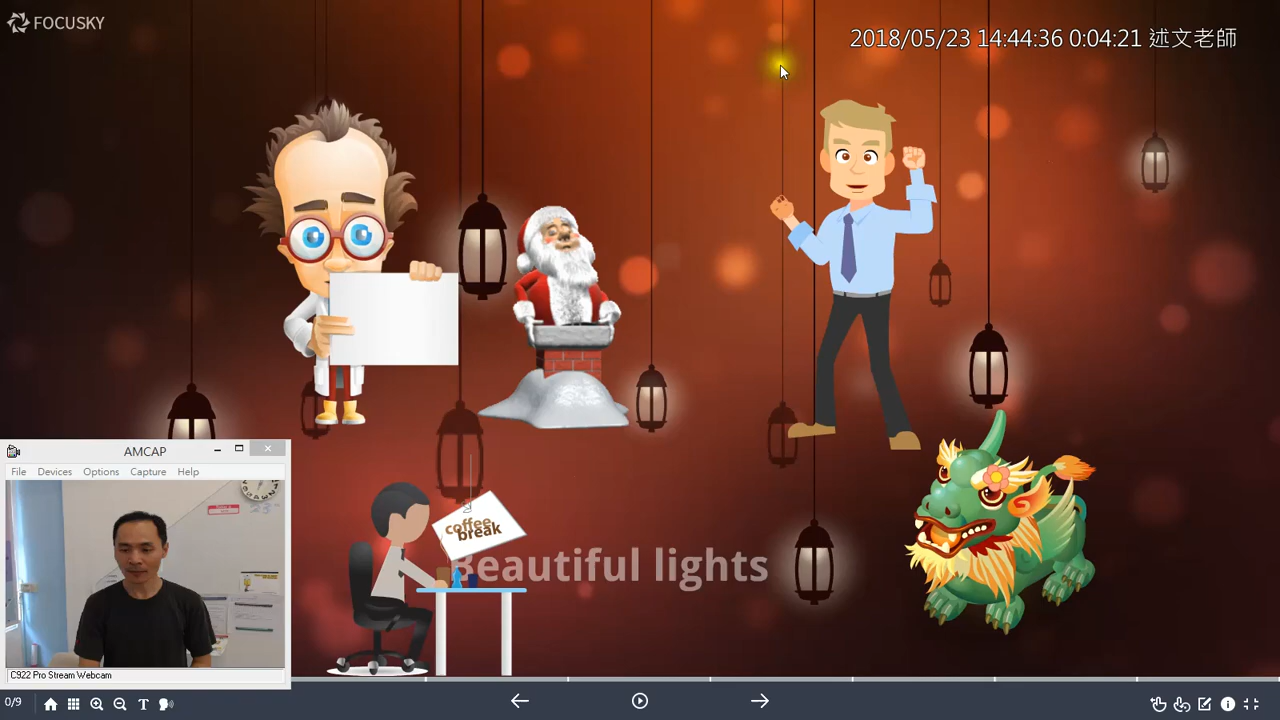 FOCUSKY
2018/05/23 14:44:36 0:04:21 述文老師
coffee
break
Beautiful lights
AMCAP
File Devices Options Capture Help
C922 Pro Stream Webcam
0/9
T